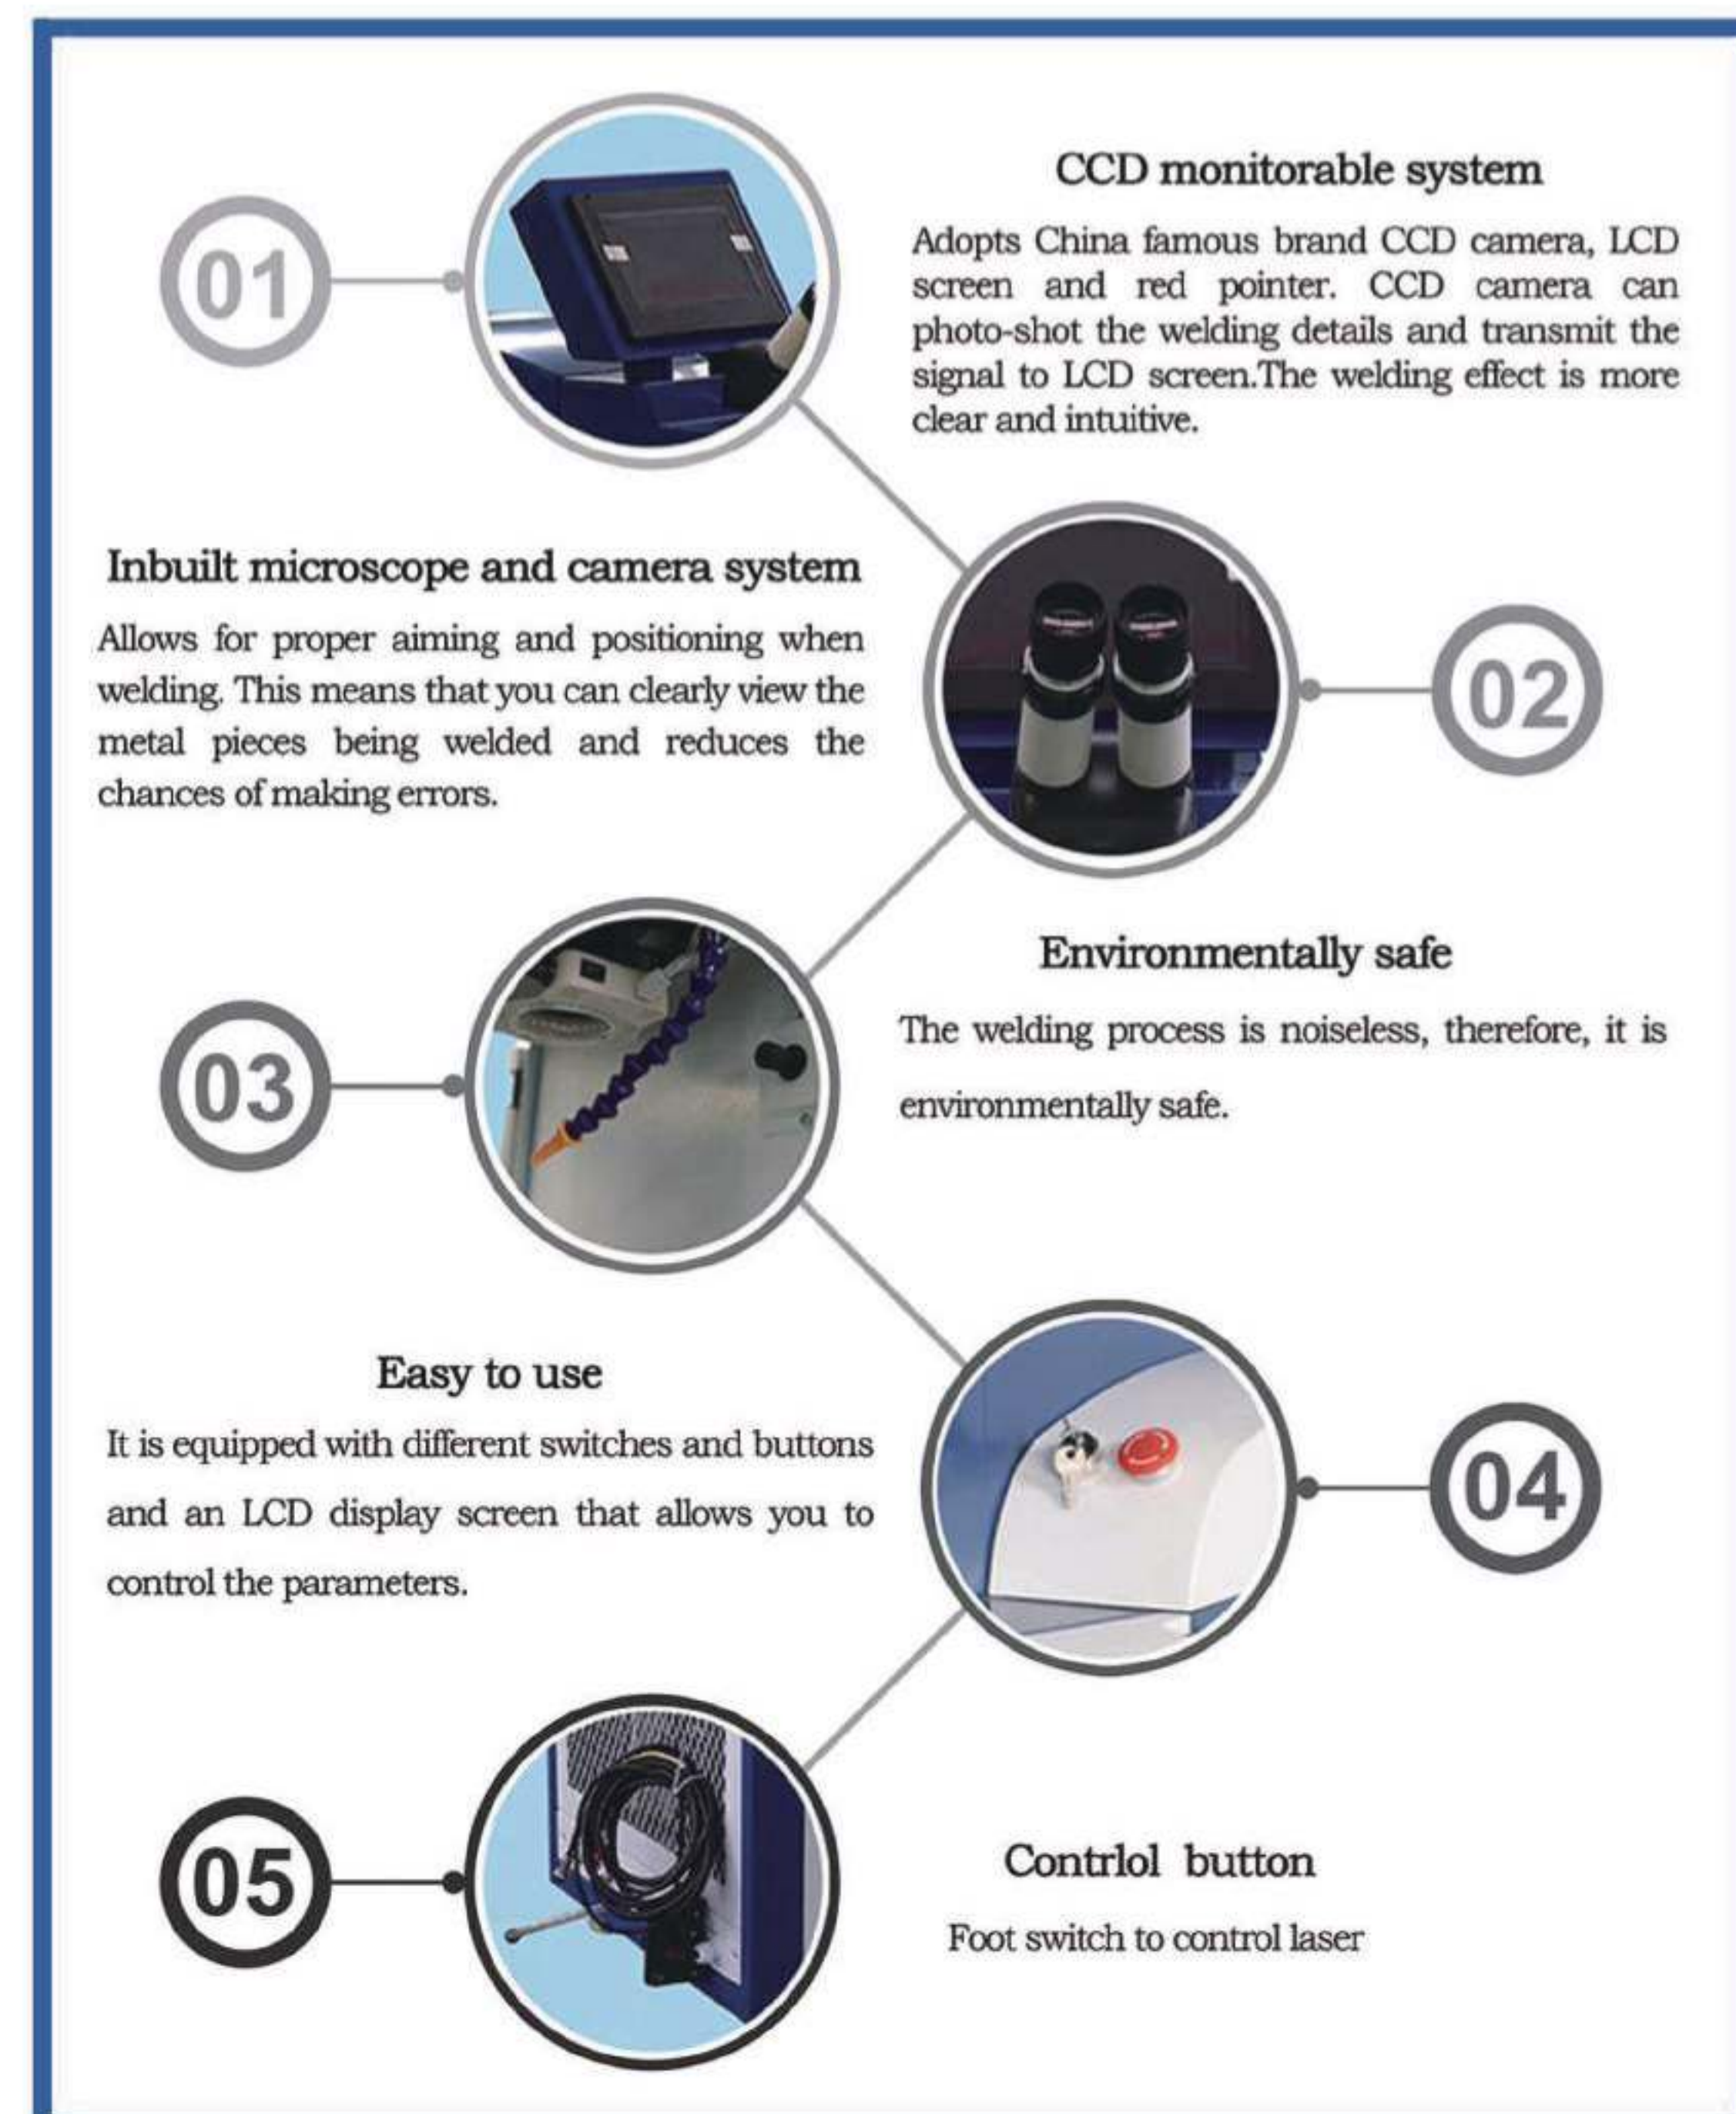 01
CCD monitorable system
Adopts China famous brand CCD camera, LCD
screen and red pointer. CCD camera can
photo-shot the welding details and transmit the
signal to LCD screen.The welding effect is more
clear and intuitive.
Inbuilt microscope and camera system
Allows for proper aiming and positioning when
welding. This means that you can clearly view the
metal pieces being welded and reduces the
chances of making errors.
02
03
Environmentally safe
The welding process is noiseless, therefore, it is
environmentally safe.
Easy to use
It is equipped with different switches and buttons
and an LCD display screen that allows you to
control the parameters.
04
05
Contrlol button
Foot switch to control laser